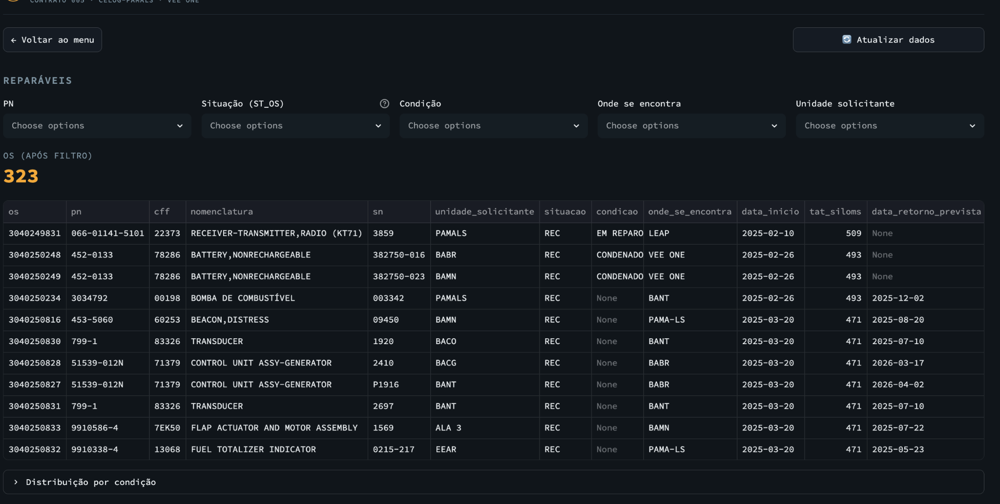 CONTRATO 005 · CELOG-PAMALS · VEE ONE
← Voltar ao menu
Atualizar dados
REPARÁVEIS
PN Situação (ST_OS) ? Condição Onde se encontra Unidade solicitante
Choose options Choose options Choose options Choose options Choose options
OS (APÓS FILTRO)
323
os pn cff nomenclatura sn unidade_solicitante situacao condicao onde_se_encontra data_inicio tat_siloms data_retorno_prevista
3040249831 066-01141-5101 22373 RECEIVER-TRANSMITTER,RADIO (KT71) 3859 PAMALS REC EM REPARO LEAP 2025-02-10 509 None
3040250248 452-0133 78286 BATTERY,NONRECHARGEABLE 382750-016 BABR REC CONDENADO VEE ONE 2025-02-26 493 None
3040250249 452-0133 78286 BATTERY,NONRECHARGEABLE 382750-023 BAMN REC CONDENADO VEE ONE 2025-02-26 493 None
3040250234 3034792 00198 BOMBA DE COMBUSTÍVEL 003342 PAMALS REC None BANT 2025-02-26 493 2025-12-02
3040250816 453-5060 60253 BEACON,DISTRESS 09450 BAMN REC None PAMA-LS 2025-03-20 471 2025-08-20
3040250830 799-1 83326 TRANSDUCER 1920 BACO REC None BANT 2025-03-20 471 2025-07-10
3040250828 51539-012N 71379 CONTROL UNIT ASSY-GENERATOR 2410 BACG REC None BABR 2025-03-20 471 2026-03-17
3040250827 51539-012N 71379 CONTROL UNIT ASSY-GENERATOR P1916 BANT REC None BABR 2025-03-20 471 2026-04-02
3040250831 799-1 83326 TRANSDUCER 2697 BANT REC None BANT 2025-03-20 471 2025-07-10
3040250833 9910586-4 7EK50 FLAP ACTUATOR AND MOTOR ASSEMBLY 1569 ALA 3 REC None BAMN 2025-03-20 471 2025-07-22
3040250832 9910338-4 13068 FUEL TOTALIZER INDICATOR 0215-217 EEAR REC None PAMA-LS 2025-03-20 471 2025-05-23
Distribuição por condição